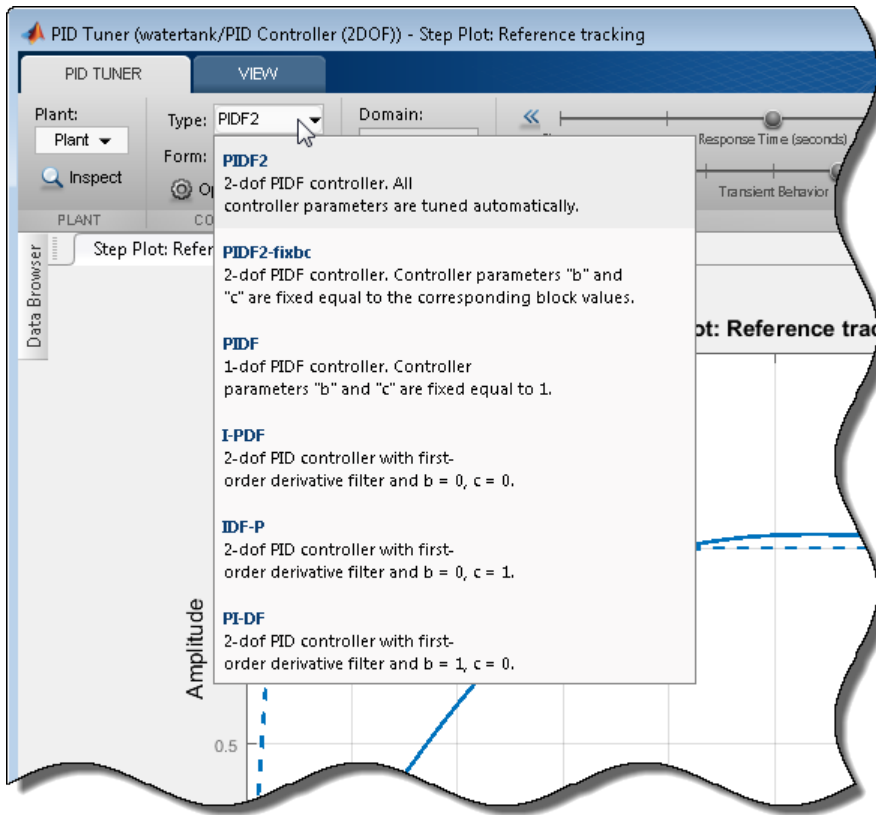 PID Tuner (watertank/PID Controller (2DOF)) - Step Plot: Reference tracking
PID TUNER
VIEW
Plant:
Plant
Inspect
PLANT
Type: PIDF2
Form:
Domain:
Response Time (seconds)
Transient Behavior
Data Browser
Step Plot: Refer
PIDF2
2-dof PIDF controller. All
controller parameters are tuned automatically.
PIDF2-fixbc
2-dof PIDF controller. Controller parameters "b" and
"c" are fixed equal to the corresponding block values.
PIDF
1-dof PIDF controller. Controller
parameters "b" and "c" are fixed equal to 1.
I-PDF
2-dof PID controller with first-
order derivative filter and b = 0, c = 0.
IDF-P
2-dof PID controller with first-
order derivative filter and b = 0, c = 1.
PI-DF
2-dof PID controller with first-
order derivative filter and b = 1, c = 0.
ot: Reference trac
Amplitude
0.5